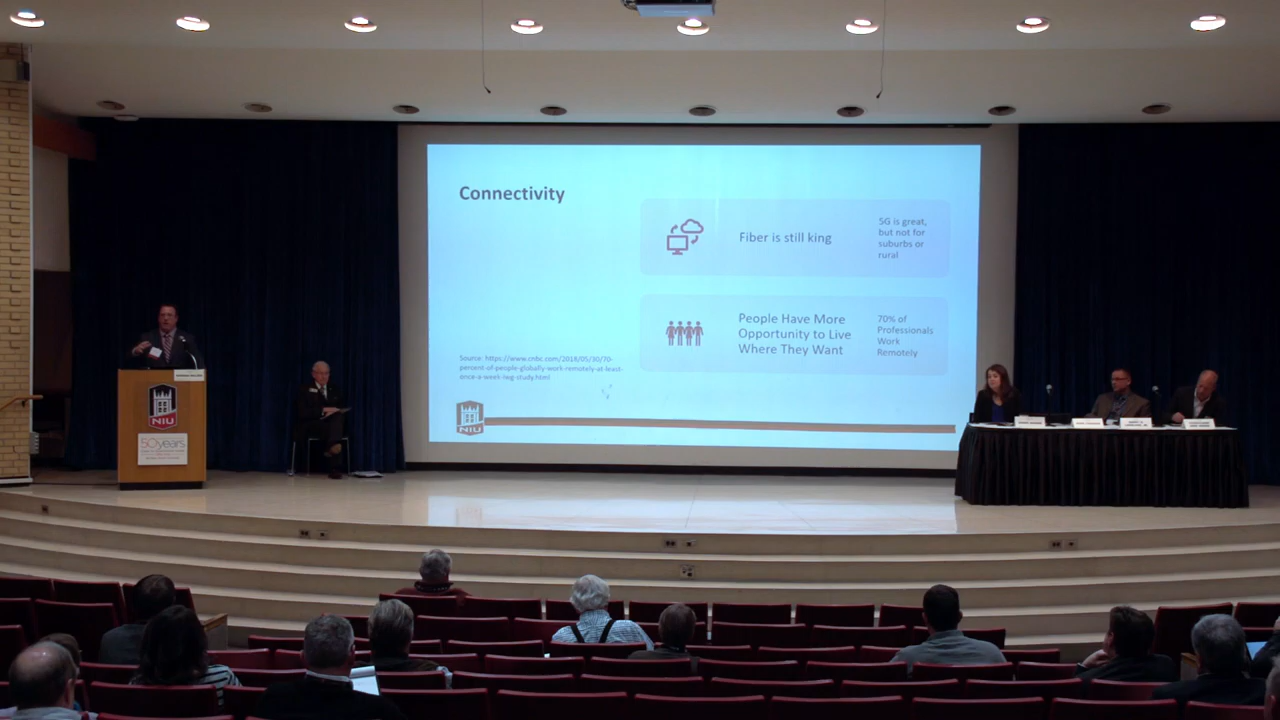 Connectivity
Fiber is still king
5G is great,
but not for
suburbs or
rural
People Have More
Opportunity to Live
Where They Want
70% of
Professionals
Work
Remotely
Source: https://www.cnbc.com/2018/05/30/70-
percent-of-people-globally-work-remotely-at-least-
once-a-week-iwg-study.html
NIU
NIU
50years